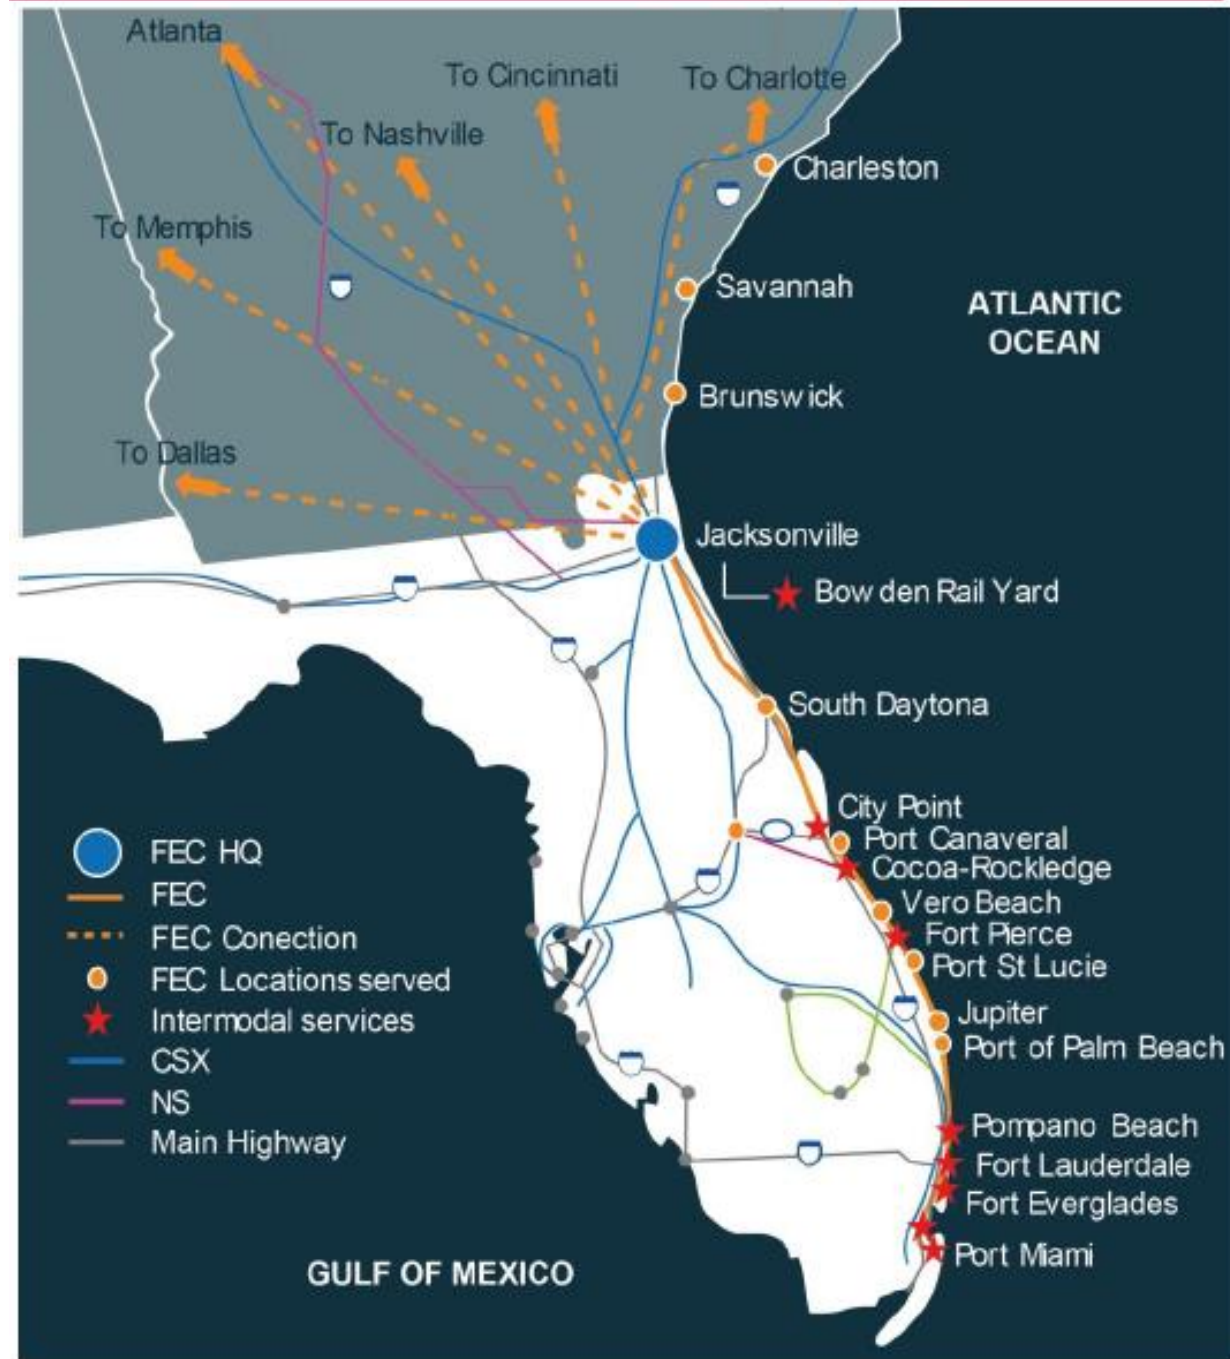 Atlanta
To Cincinnati
To Charlotte
To Nashville
Charleston
To Memphis
Savannah
ATLANTIC
OCEAN
Brunswick
To Dallas
Jacksonville
Bowden Rail Yard
South Daytona
City Point
Port Canaveral
Cocoa-Rockledge
Vero Beach
Fort Pierce
Port St Lucie
Jupiter
Port of Palm Beach
Pompano Beach
Fort Lauderdale
Fort Everglades
Port Miami
FEC HQ
FEC
FEC Conection
FEC Locations served
Intermodal services
CSX
NS
Main Highway
GULF OF MEXICO